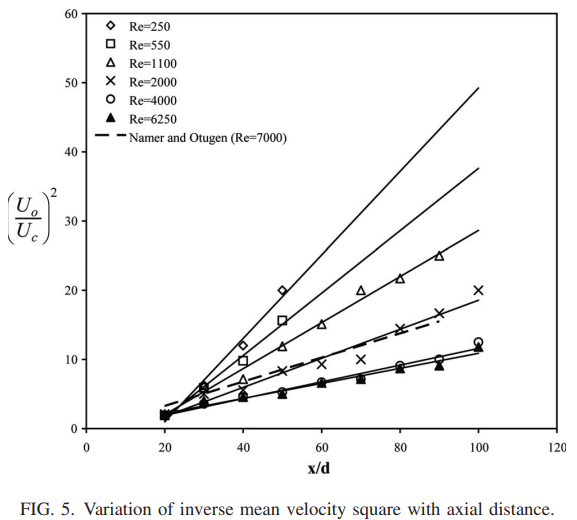 60
50
40
30
20
10
0
0 20 40 60 80 100 120
x/d
(U_o/U_c)^2
Re=250
Re=550
Re=1100
Re=2000
Re=4000
Re=6250
Namer and Otugen (Re=7000)
FIG. 5. Variation of inverse mean velocity square with axial distance.